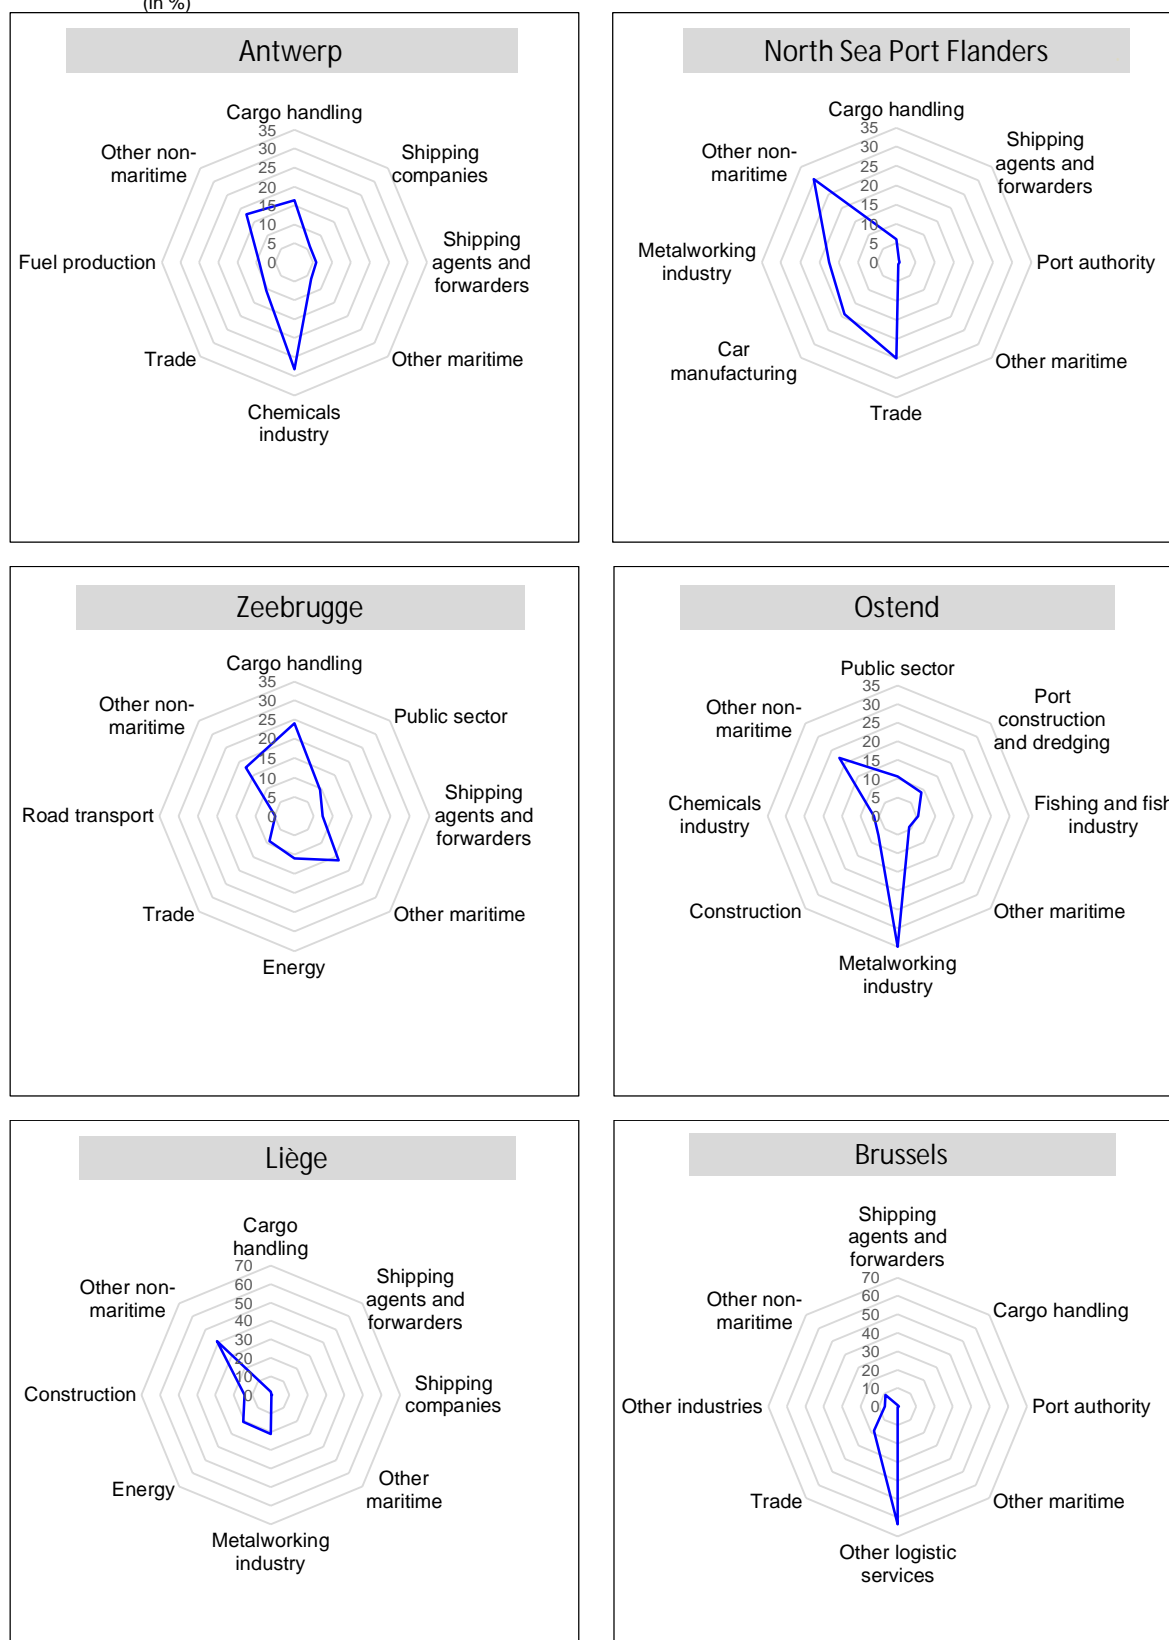 (in %)
Antwerp
Cargo handling
Shipping
companies
Shipping
agents and
forwarders
Other maritime
Chemicals
industry
Trade
Fuel production
Other non-
maritime
35
30
25
20
15
10
5
0
North Sea Port Flanders
Cargo handling
Shipping
agents and
forwarders
Port authority
Other maritime
Trade
Car
manufacturing
Metalworking
industry
Other non-
maritime
35
30
25
20
15
10
5
0
Zeebrugge
Cargo handling
Public sector
Shipping
agents and
forwarders
Other maritime
Energy
Trade
Road transport
Other non-
maritime
35
30
25
20
15
10
5
0
Ostend
Public sector
Port
construction
and dredging
Fishing and fish
industry
Other maritime
Metalworking
industry
Construction
Chemicals
industry
Other non-
maritime
35
30
25
20
15
10
5
0
Liège
Cargo
handling
Shipping
agents and
forwarders
Shipping
companies
Other
maritime
Metalworking
industry
Energy
Construction
Other non-
maritime
70
60
50
40
30
20
10
0
Brussels
Shipping
agents and
forwarders
Cargo handling
Port authority
Other maritime
Other logistic
services
Trade
Other industries
Other non-
maritime
70
60
50
40
30
20
10
0